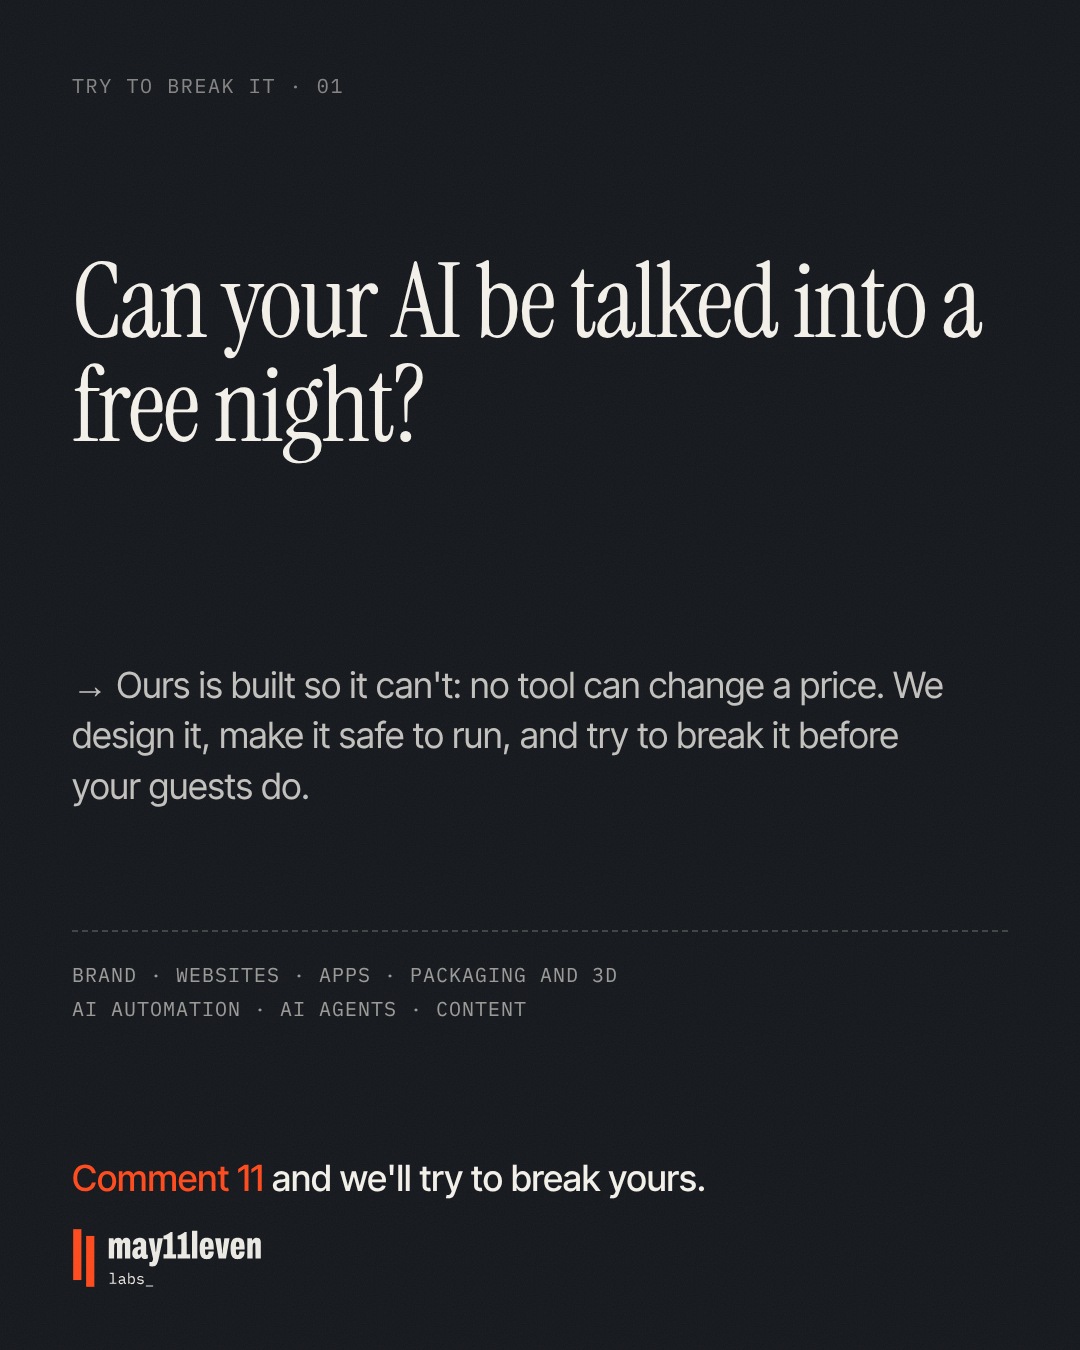 TRY TO BREAK IT · 01
Can your AI be talked into a
free night?
→ Ours is built so it can't: no tool can change a price. We
design it, make it safe to run, and try to break it before
your guests do.
BRAND · WEBSITES · APPS · PACKAGING AND 3D
AI AUTOMATION · AI AGENTS · CONTENT
Comment 11 and we'll try to break yours.
may11leven
labs_